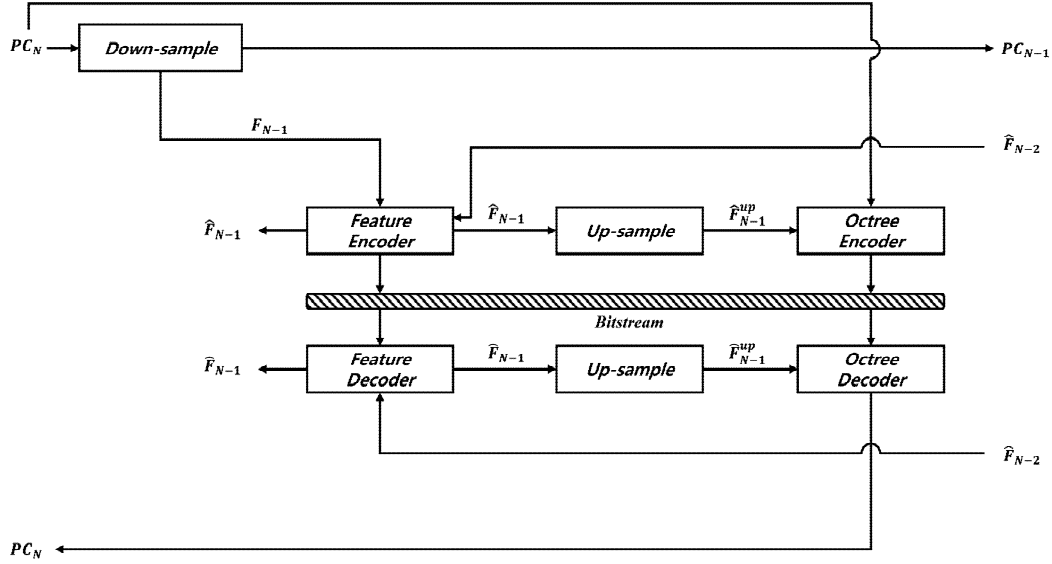 PC_N
Down-sample
PC_{N-1}
F_{N-1}
F̂_{N-2}
F̂_{N-1}
Feature
Encoder
F̂_{N-1}
Up-sample
F̂^{up}_{N-1}
Octree
Encoder
Bitstream
F̂_{N-1}
Feature
Decoder
F̂_{N-1}
Up-sample
F̂^{up}_{N-1}
Octree
Decoder
F̂_{N-2}
PC_N